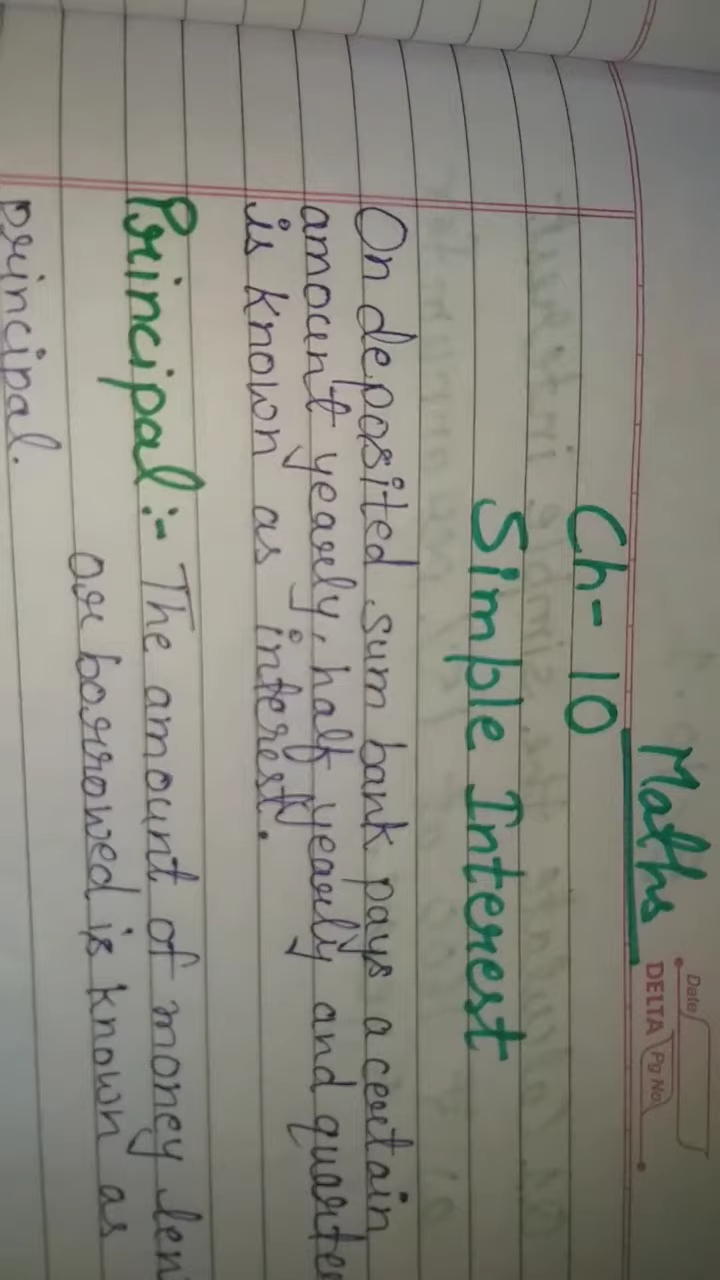 Maths
Date
DELTA Pg No.
Ch- 10
Simple Interest
On deposited sum bank pays a certain
amount yearly, half yearly and quarte
is known as interest.
Principal :- The amount of money len
or borrowed is known as
principal.